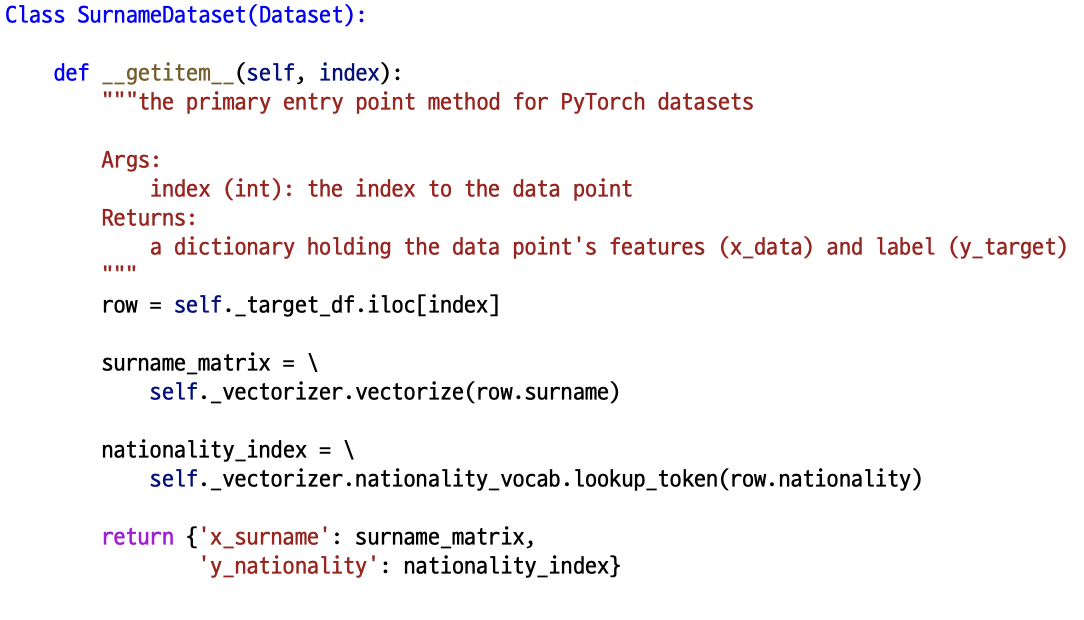 Class SurnameDataset(Dataset):
def __getitem__(self, index):
"""the primary entry point method for PyTorch datasets
Args:
index (int): the index to the data point
Returns:
a dictionary holding the data point's features (x_data) and label (y_target)
"""
row = self._target_df.iloc[index]
surname_matrix = \
self._vectorizer.vectorize(row.surname)
nationality_index = \
self._vectorizer.nationality_vocab.lookup_token(row.nationality)
return {'x_surname': surname_matrix,
'y_nationality': nationality_index}